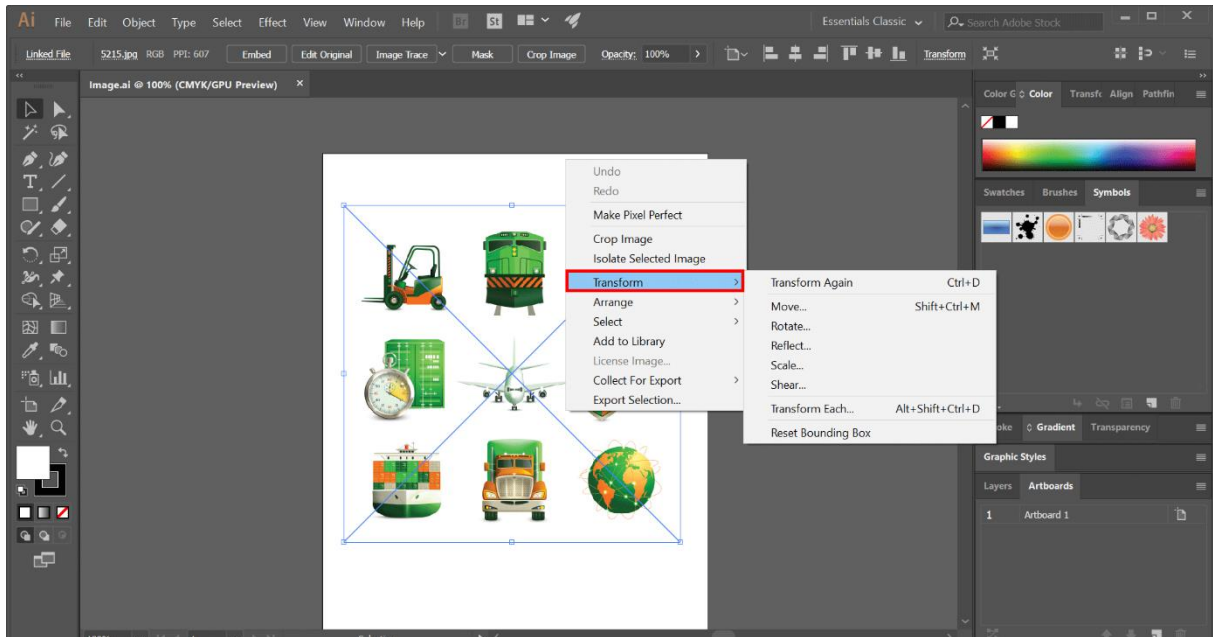 Ai File Edit Object Type Select Effect View Window Help Br St Essentials Classic Search Adobe Stock
Linked File 5215.jpg RGB PPI: 607 Embed Edit Original Image Trace Mask Crop Image Opacity: 100% Transform
Image.ai @ 100% (CMYK/GPU Preview) ×
Color G Color Transfc Align Pathfin
Swatches Brushes Symbols
Undo
Redo
Make Pixel Perfect
Crop Image
Isolate Selected Image
Transform >
Arrange >
Select >
Add to Library
License Image...
Collect For Export >
Export Selection...
Transform Again Ctrl+D
Move... Shift+Ctrl+M
Rotate...
Reflect...
Scale...
Shear...
Transform Each... Alt+Shift+Ctrl+D
Reset Bounding Box
oke Gradient Transparency
Graphic Styles
Layers Artboards
1 Artboard 1